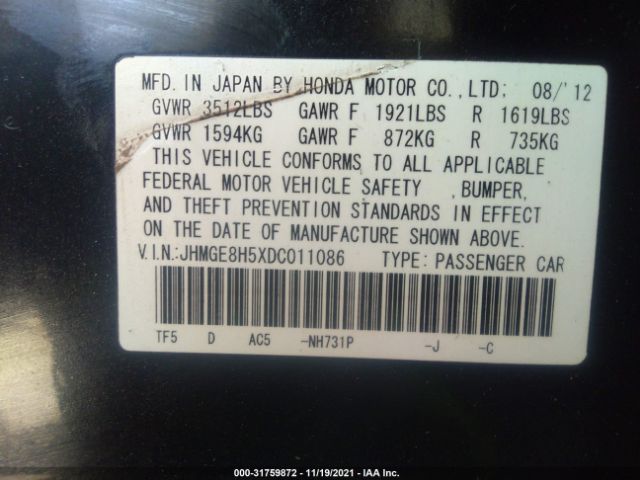 MFD. IN JAPAN BY HONDA MOTOR CO.,LTD: 08/'12
GVWR 3512LBS GAWR F 1921LBS R 1619LBS
GVWR 1594KG GAWR F 872KG R 735KG
THIS VEHICLE CONFORMS TO ALL APPLICABLE
FEDERAL MOTOR VEHICLE SAFETY ,BUMPER,
AND THEFT PREVENTION STANDARDS IN EFFECT
ON THE DATE OF MANUFACTURE SHOWN ABOVE.
V.I.N.:JHMGE8H5XDC011086 TYPE:PASSENGER CAR
TF5 D AC5 -NH731P -J -C
000-31759872 - 11/19/2021 - IAA Inc.